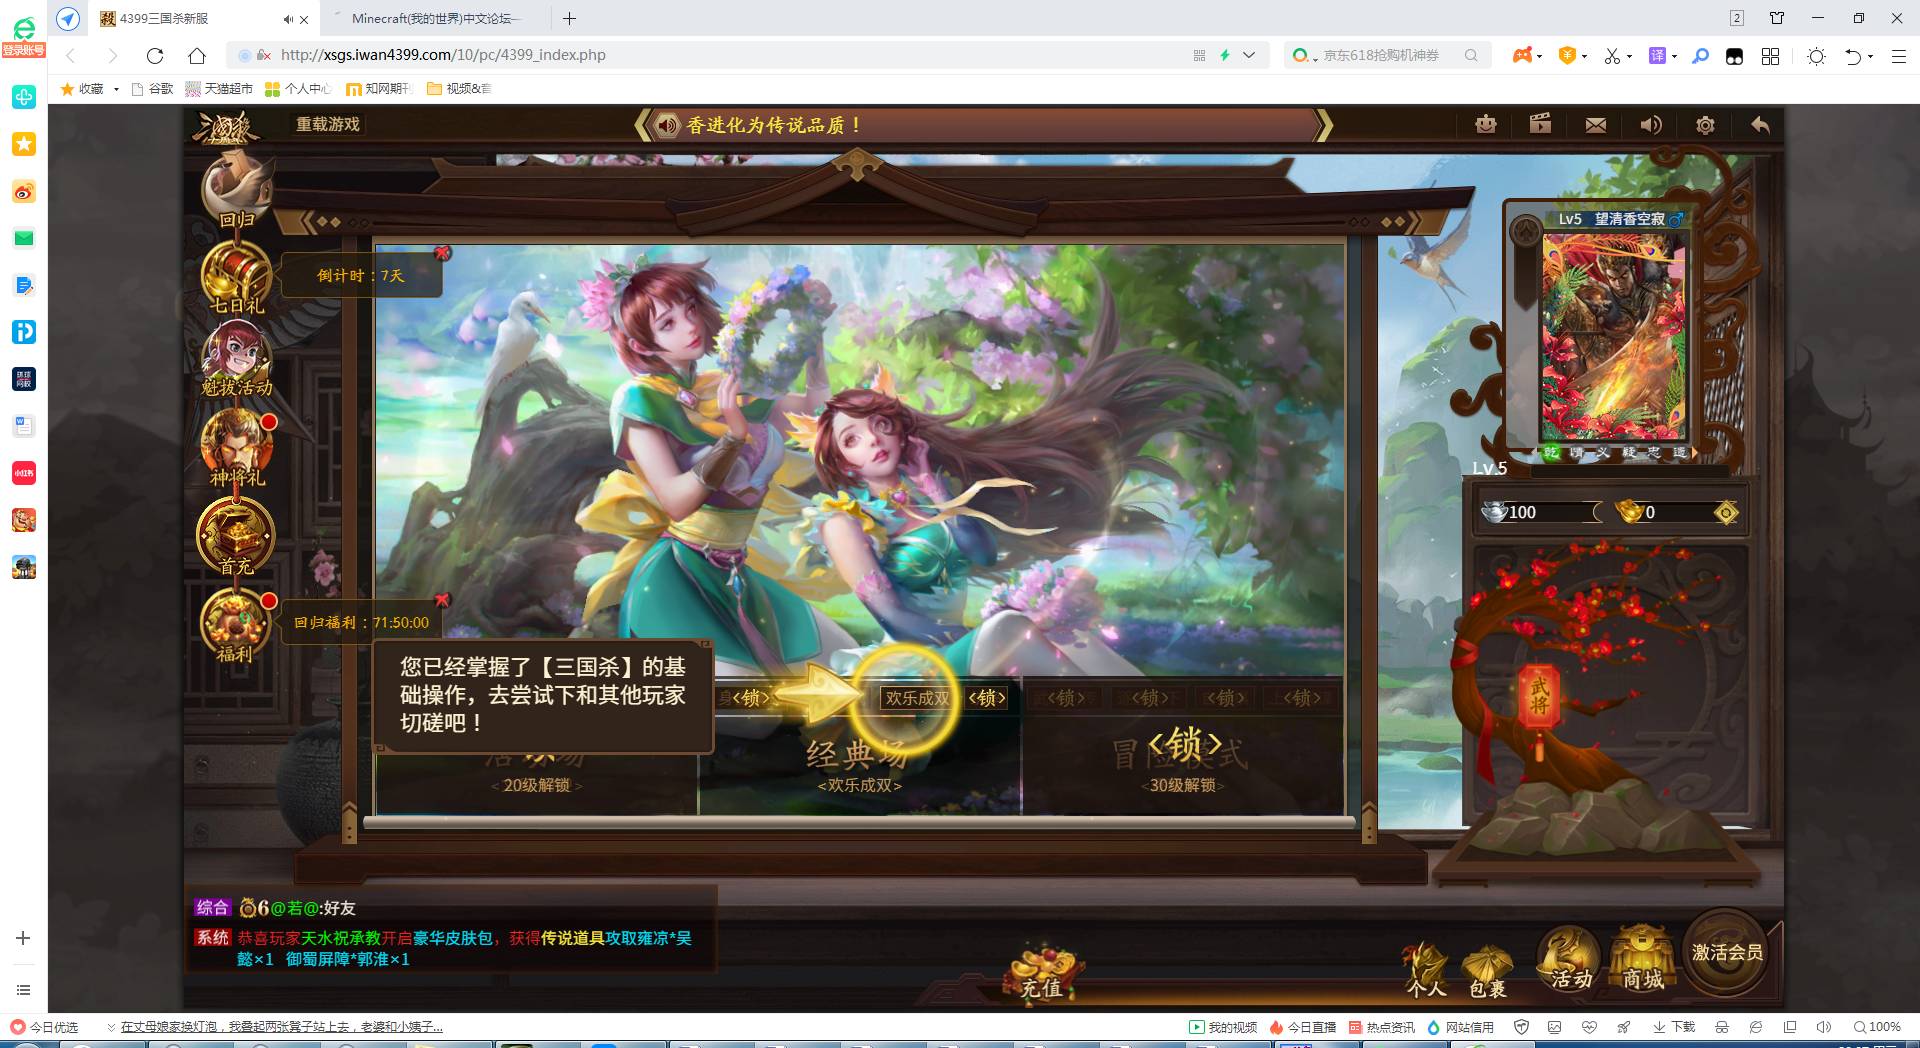 4399三国杀新服
Minecraft(我的世界)中文论坛
2
登录账号
http://xsgs.iwan4399.com/10/pc/4399_index.php
京东618抢购机神券
译
收藏
谷歌
天猫超市
个人中心
知网期刊
视频&音
三国杀
重载游戏
香进化为传说品质！
回归
七日礼
倒计时：7天
魁拔活动
神将礼
首充
福利
回归福利：71:50:00
Lv5 望清香空寂
Lv.5
100
0
武将
您已经掌握了【三国杀】的基
础操作，去尝试下和其他玩家
切磋吧！
<锁>
欢乐成双
<锁>
<锁>
<锁>
<锁>
<锁>
经典场
<欢乐成双>
<20级解锁>
冒险模式
<锁>
<30级解锁>
综合 6@若@:好友
系统 恭喜玩家天水祝承教开启豪华皮肤包，获得传说道具攻取雍凉*吴
懿×1 御蜀屏障*郭淮×1
充值
个人
包裹
活动
商城
激活会员
小红书
今日优选
在丈母娘家换灯泡，我叠起两张凳子站上去，老婆和小姨子...
我的视频
今日直播
热点资讯
网站信用
下载
100%